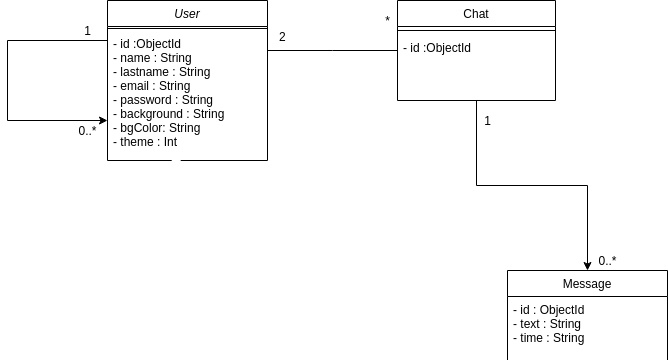 User
- id :ObjectId
- name : String
- lastname : String
- email : String
- password : String
- background : String
- bgColor: String
- theme : Int
1
0..*
2
*
Chat
- id :ObjectId
1
0..*
Message
- id : ObjectId
- text : String
- time : String